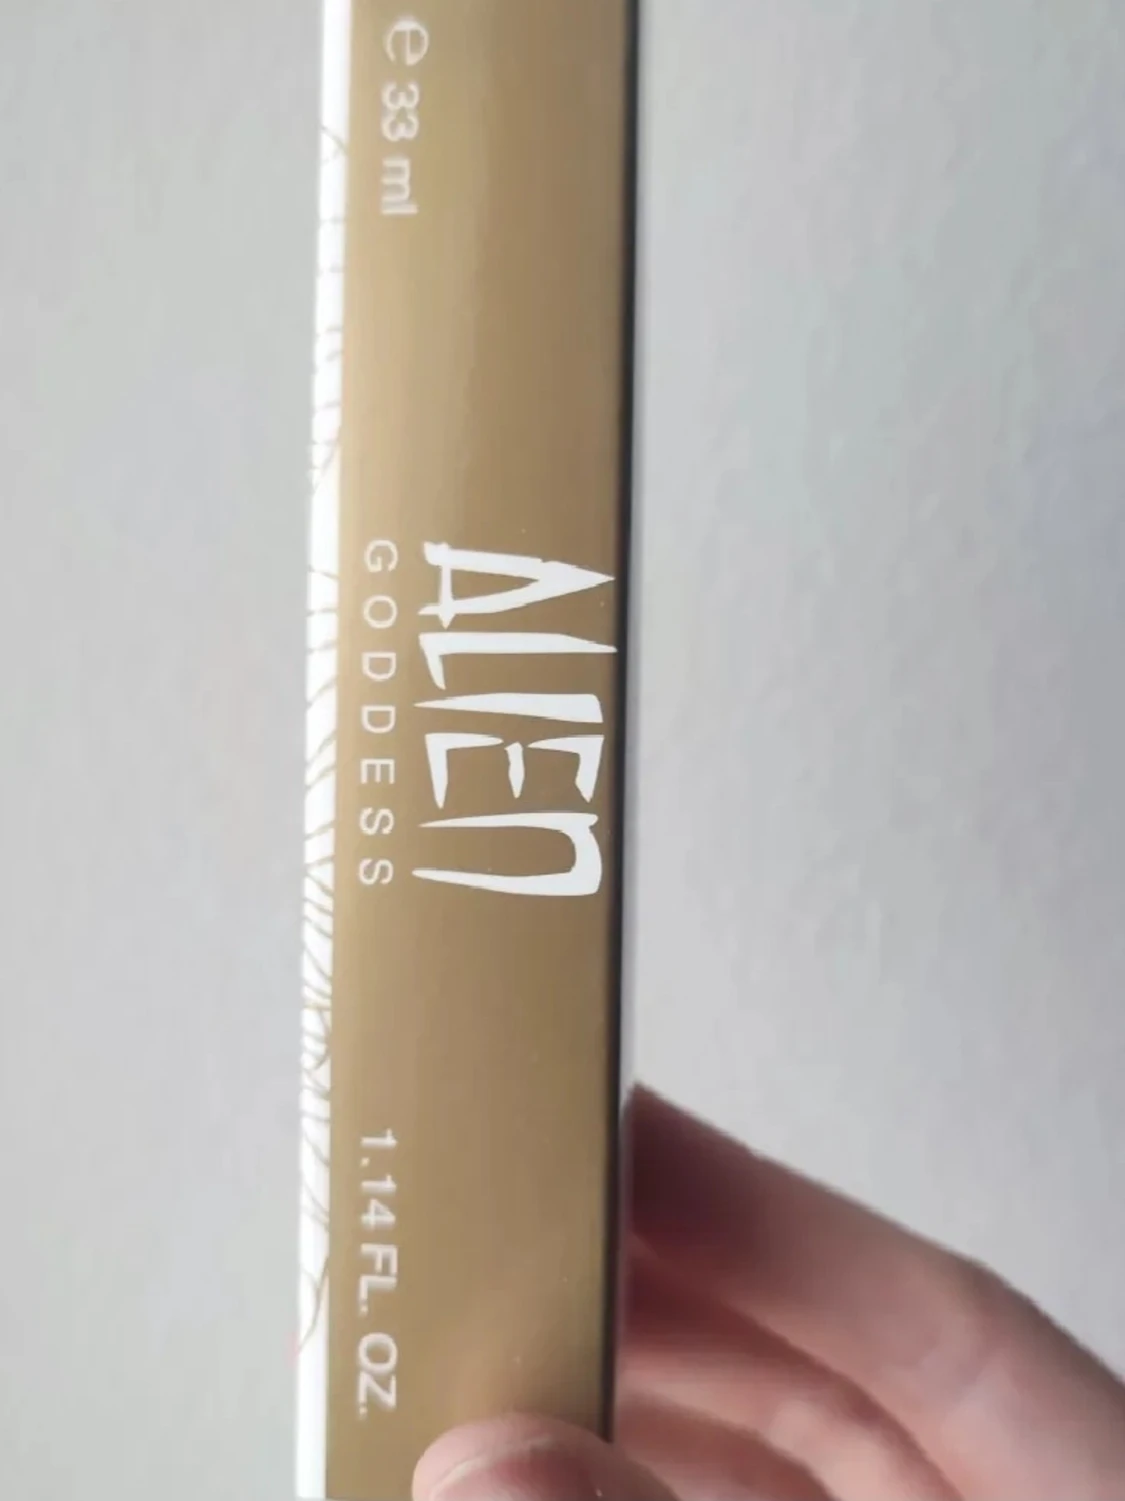 ALIEN
GODDESS
e 33 ml
1.14 FL. OZ.